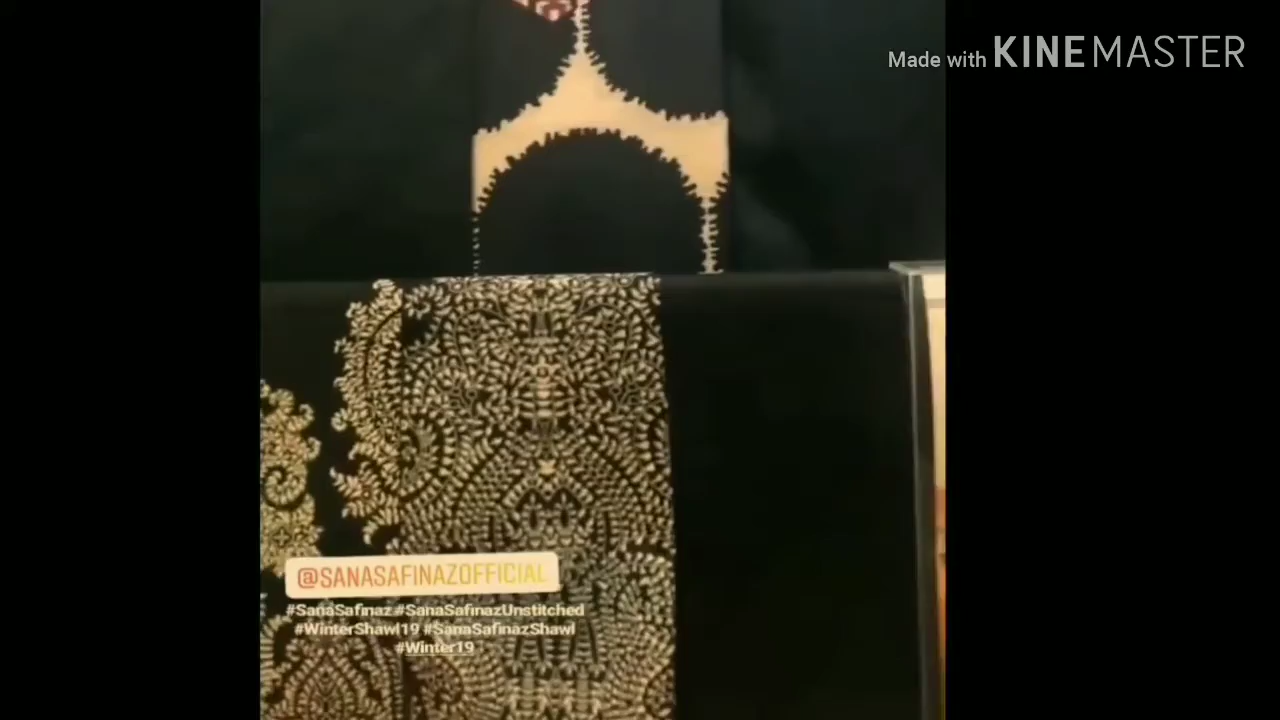 Made with KINEMASTER
@SANASAFINAZOFFICIAL
#SanaSafinaz #SanaSafinazUnstitched
#WinterShawl19 #SanaSafinazShawl
#Winter19